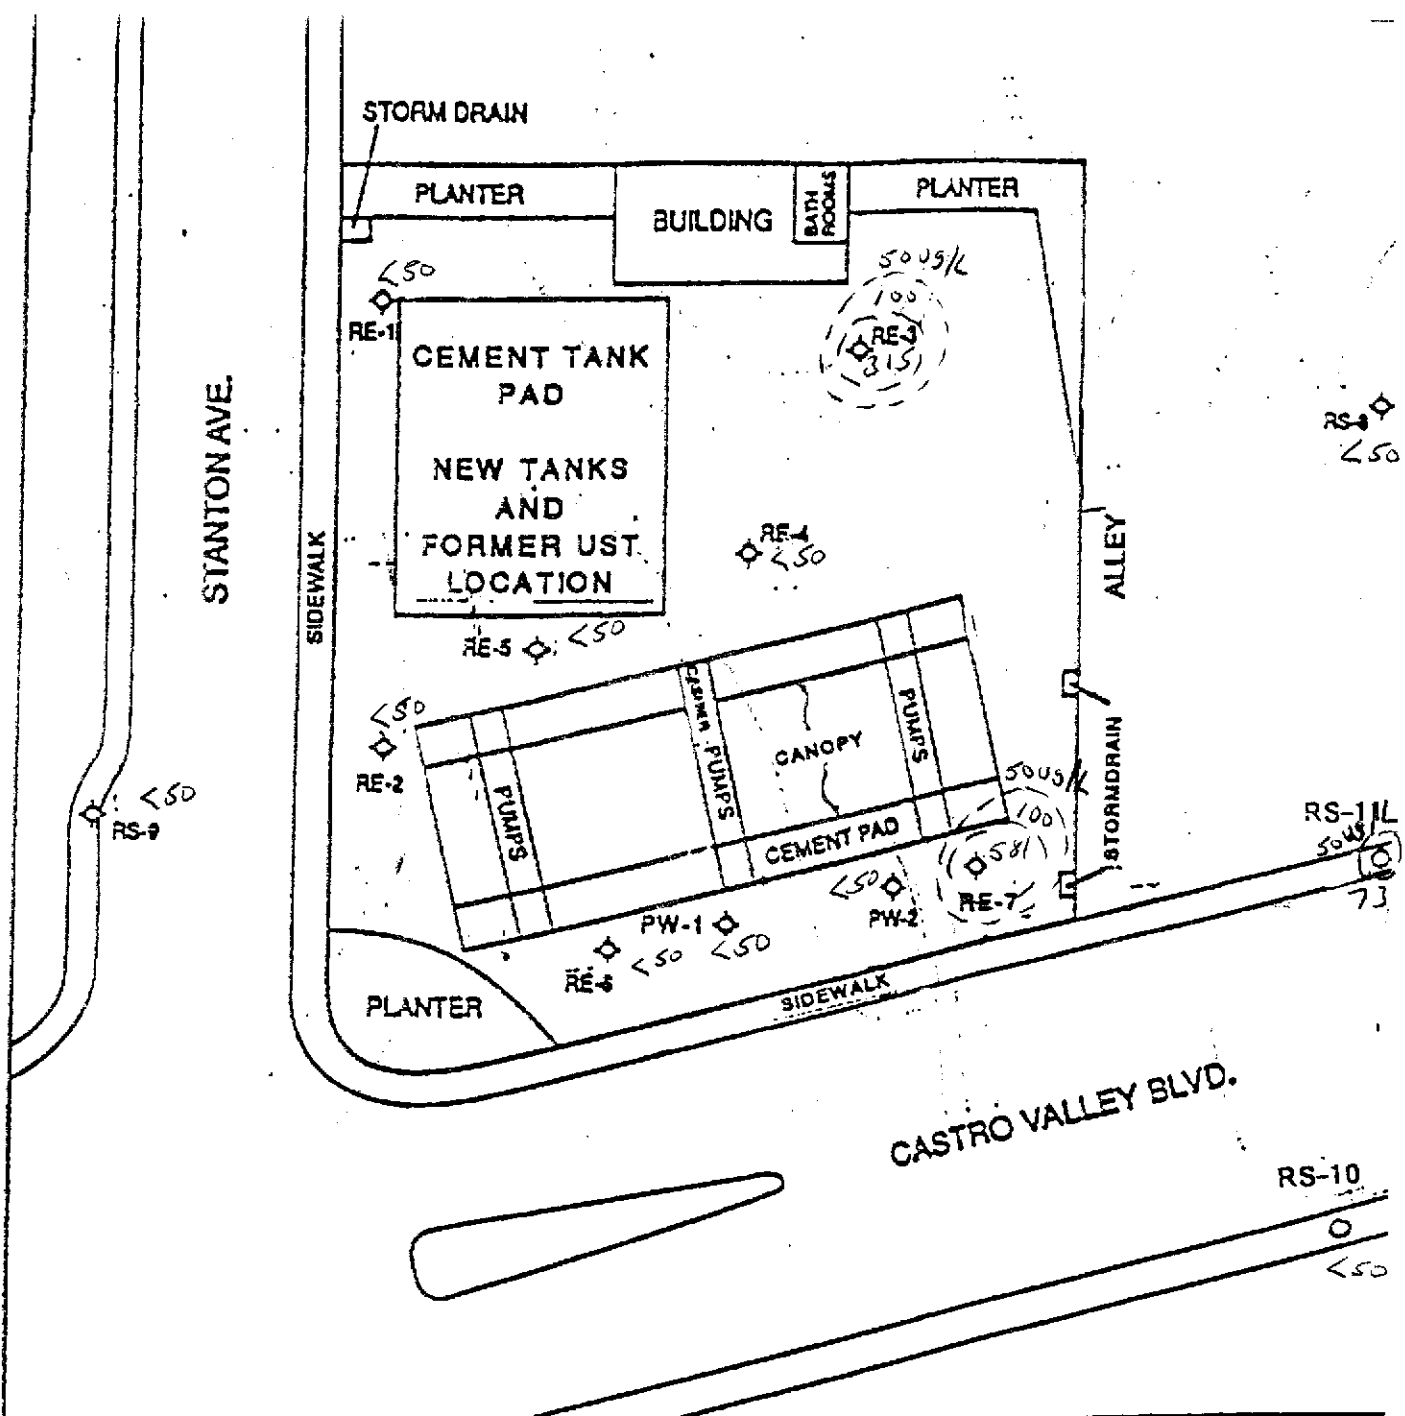 STORM DRAIN
PLANTER
BUILDING
BATH
ROOMS
PLANTER
<50
RE-1
50 ug/L
100
RE-3
315
CEMENT TANK
PAD
NEW TANKS
AND
FORMER UST
LOCATION
STANTON AVE.
SIDEWALK
RS-8
<50
RE-4
<50
ALLEY
RE-5
<50
<50
RE-2
<50
RS-9
PUMPS
CASHIER
PUMPS
CANOPY
PUMPS
CEMENT PAD
STORMDRAIN
50 ug/L
100
581
RE-7
<50
PW-2
PW-1
<50
RE-6
<50
RS-11
50 ug/L
73
PLANTER
SIDEWALK
CASTRO VALLEY BLVD.
RS-10
<50